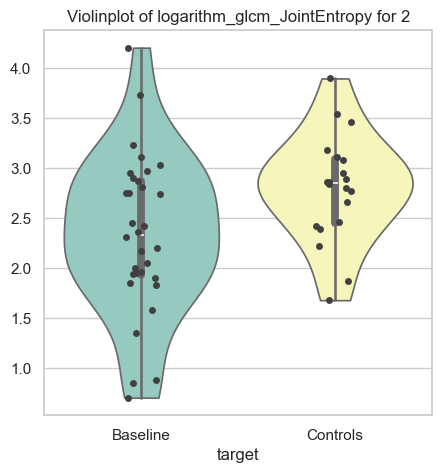 Violinplot of logarithm_glcm_JointEntropy for 2
4.0
3.5
3.0
2.5
2.0
1.5
1.0
Baseline
Controls
target